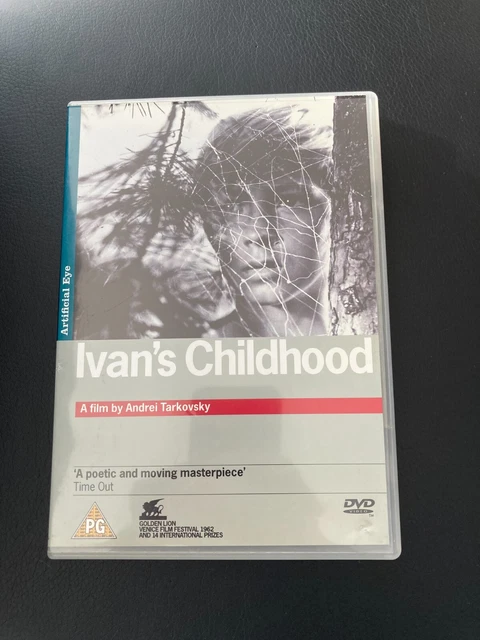 Artificial Eye
Ivan's Childhood
A film by Andrei Tarkovsky
'A poetic and moving masterpiece'
Time Out
PG
GOLDEN LION
VENICE FILM FESTIVAL 1962
AND 14 INTERNATIONAL PRIZES
DVD
VIDEO